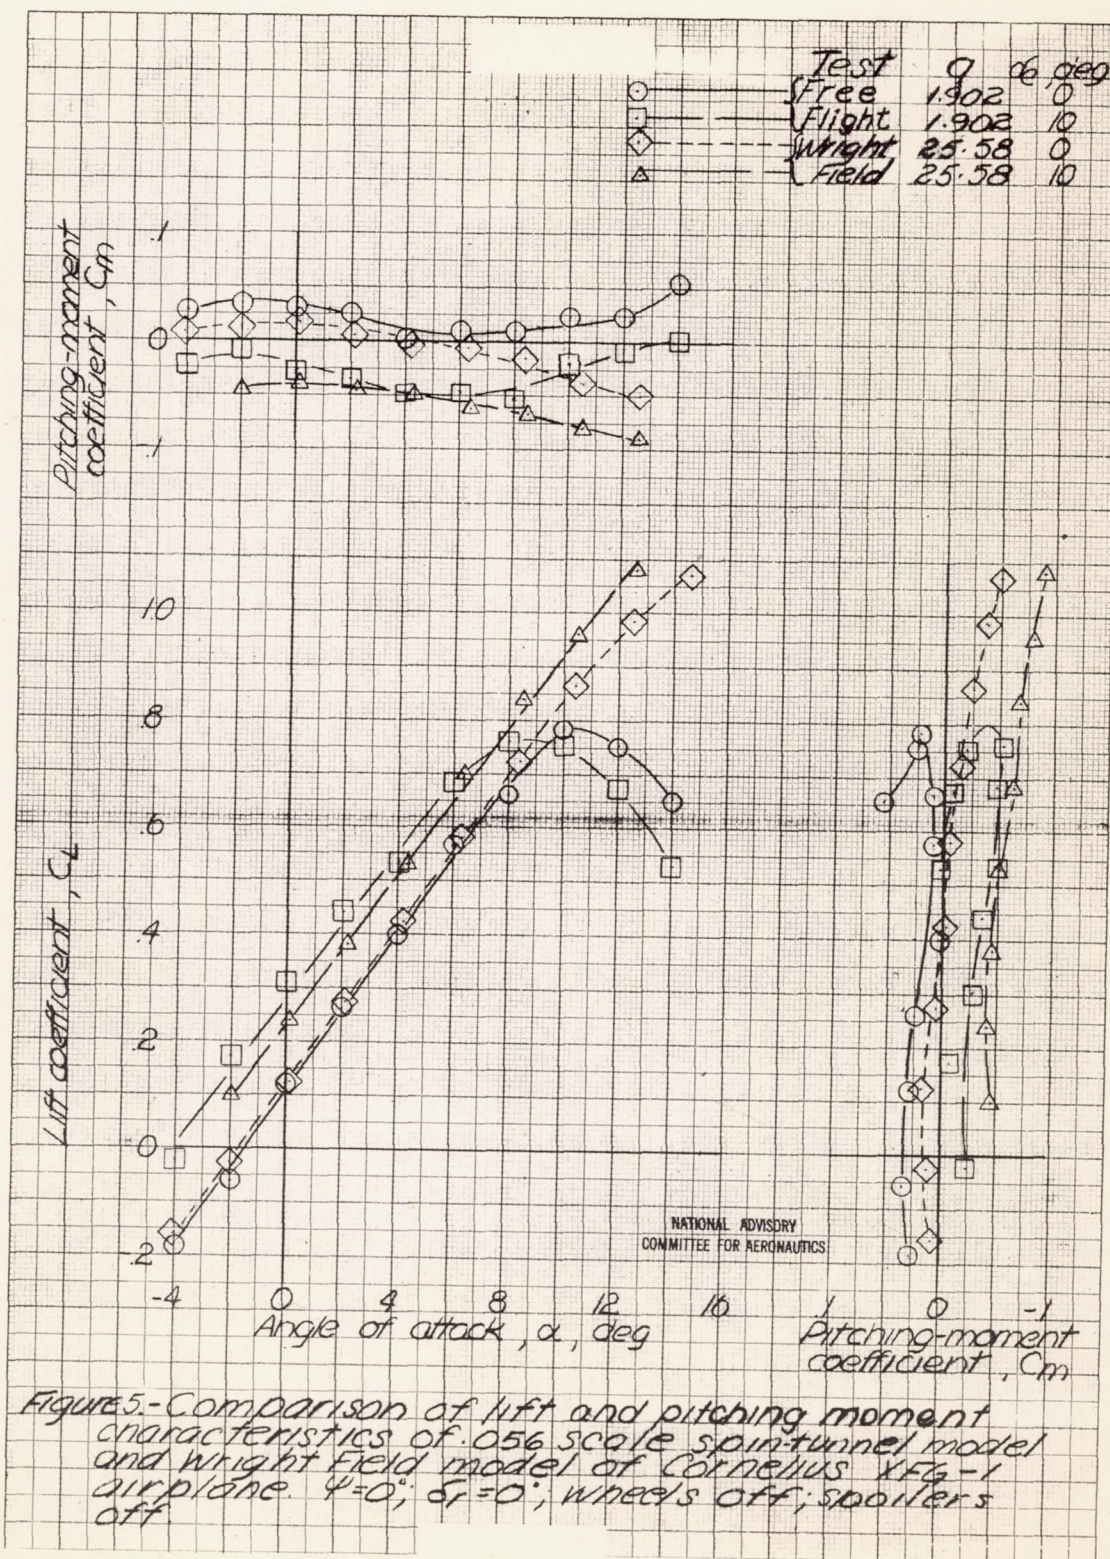 Test q α, deg
Free 1.902 0
Flight 1.902 10
Wright 25.58 0
Field 25.58 10
Pitching-moment
coefficient, Cm
.1
0
-.1
Lift coefficient, CL
1.0
.8
.6
.4
.2
0
-.2
-4 0 4 8 12 16
Angle of attack, α, deg
.1 0 -.1
Pitching-moment
coefficient, Cm
NATIONAL ADVISORY
COMMITTEE FOR AERONAUTICS
Figure 5.-Comparison of lift and pitching moment
characteristics of .056 scale spin-tunnel model
and Wright Field model of Cornelius XFG-1
airplane. Ψ=0°; δr=0°; wheels off; spoilers
off.